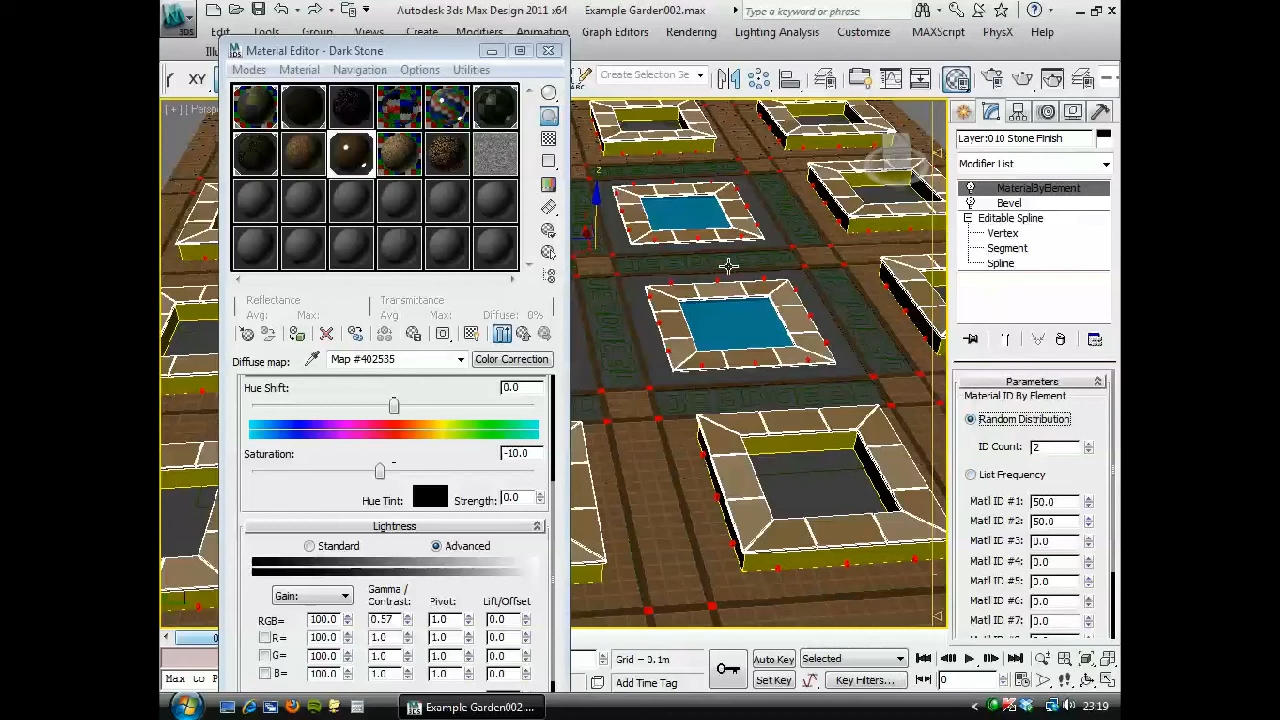 Autodesk 3ds Max Design 2011 x64 Example Garden002.max
Type a keyword or phrase
Edit Tools Group Views Create Modifiers Animation Graph Editors Rendering Lighting Analysis Customize MAXScript PhysX Help
XY
Create Selection Se
3DS
Material Editor - Dark Stone
Modes Material Navigation Options Utilities
Reflectance
Avg: Max:
Transmittance
Avg: Max: Diffuse: 0%
Diffuse map: Map #402535 Color Correction
Hue Shift: 0.0
Saturation: -10.0
Hue Tint: Strength: 0.0
Lightness
Standard Advanced
Gain: Gamma / Contrast: Pivot: Lift/Offset
RGB= 100.0 0.57 1.0 0.0
R= 100.0 1.0 1.0 0.0
G= 100.0 1.0 1.0 0.0
B= 100.0 1.0 1.0 0.0
[ + ] [ Perspe
z
Layer:010 Stone Finish
Modifier List
MaterialByElement
Bevel
Editable Spline
Vertex
Segment
Spline
Parameters
Material ID By Element
Random Distribution
ID Count: 2
List Frequency
Matl ID #1: 50.0
Matl ID #2: 50.0
Matl ID #3: 0.0
Matl ID #4: 0.0
Matl ID #5: 0.0
Matl ID #6: 0.0
Matl ID #7: 0.0
Max to P
Grid = 0.1m
Add Time Tag
Auto Key Selected
Set Key Key Filters...
0
Example Garden002....
23:19